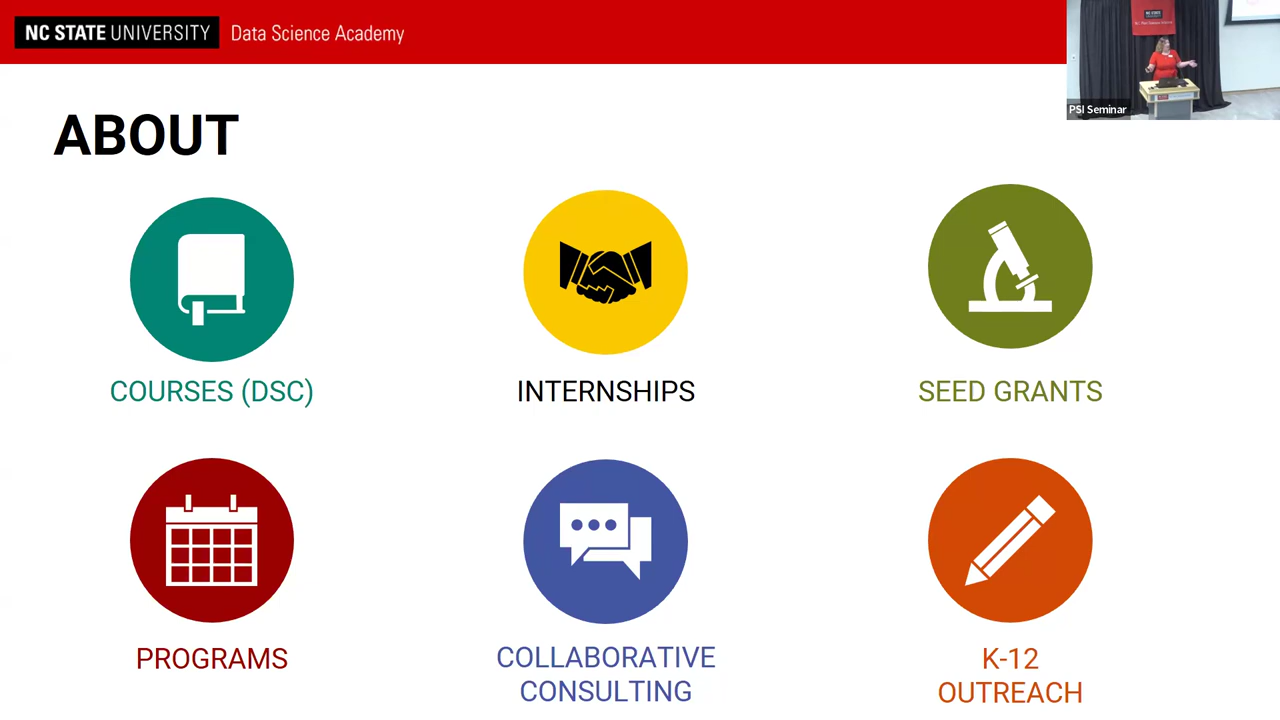 NC STATE UNIVERSITY Data Science Academy
PSI Seminar
ABOUT
COURSES (DSC)
INTERNSHIPS
SEED GRANTS
PROGRAMS
COLLABORATIVE
CONSULTING
K-12
OUTREACH